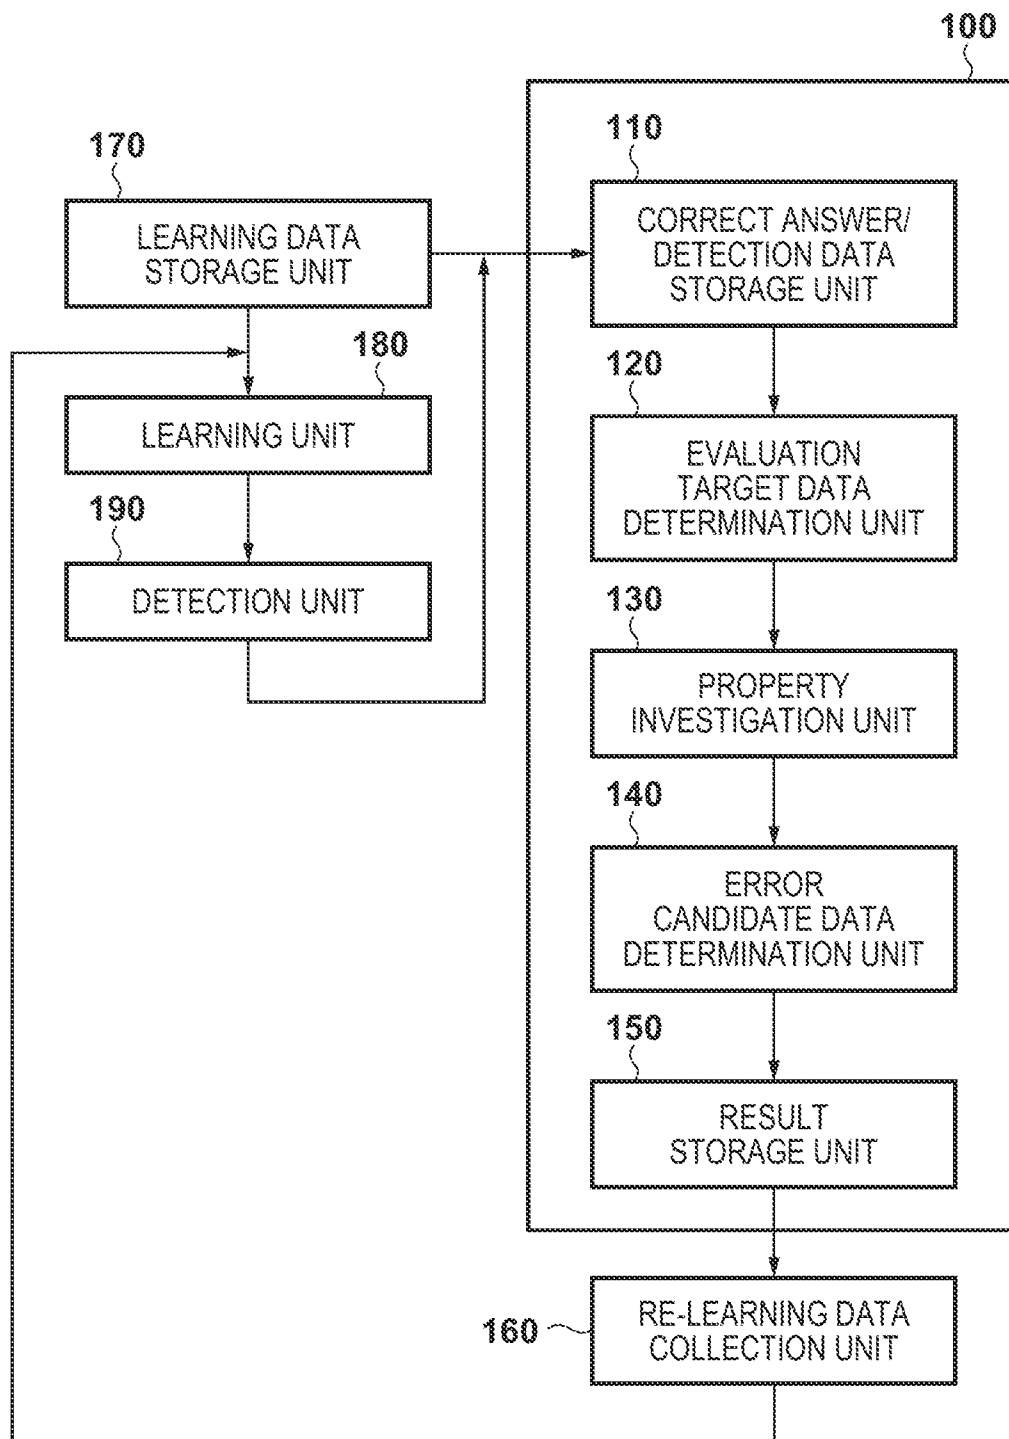 100
170
LEARNING DATA
STORAGE UNIT
110
CORRECT ANSWER/
DETECTION DATA
STORAGE UNIT
180
LEARNING UNIT
120
EVALUATION
TARGET DATA
DETERMINATION UNIT
190
DETECTION UNIT
130
PROPERTY
INVESTIGATION UNIT
140
ERROR
CANDIDATE DATA
DETERMINATION UNIT
150
RESULT
STORAGE UNIT
160
RE-LEARNING DATA
COLLECTION UNIT